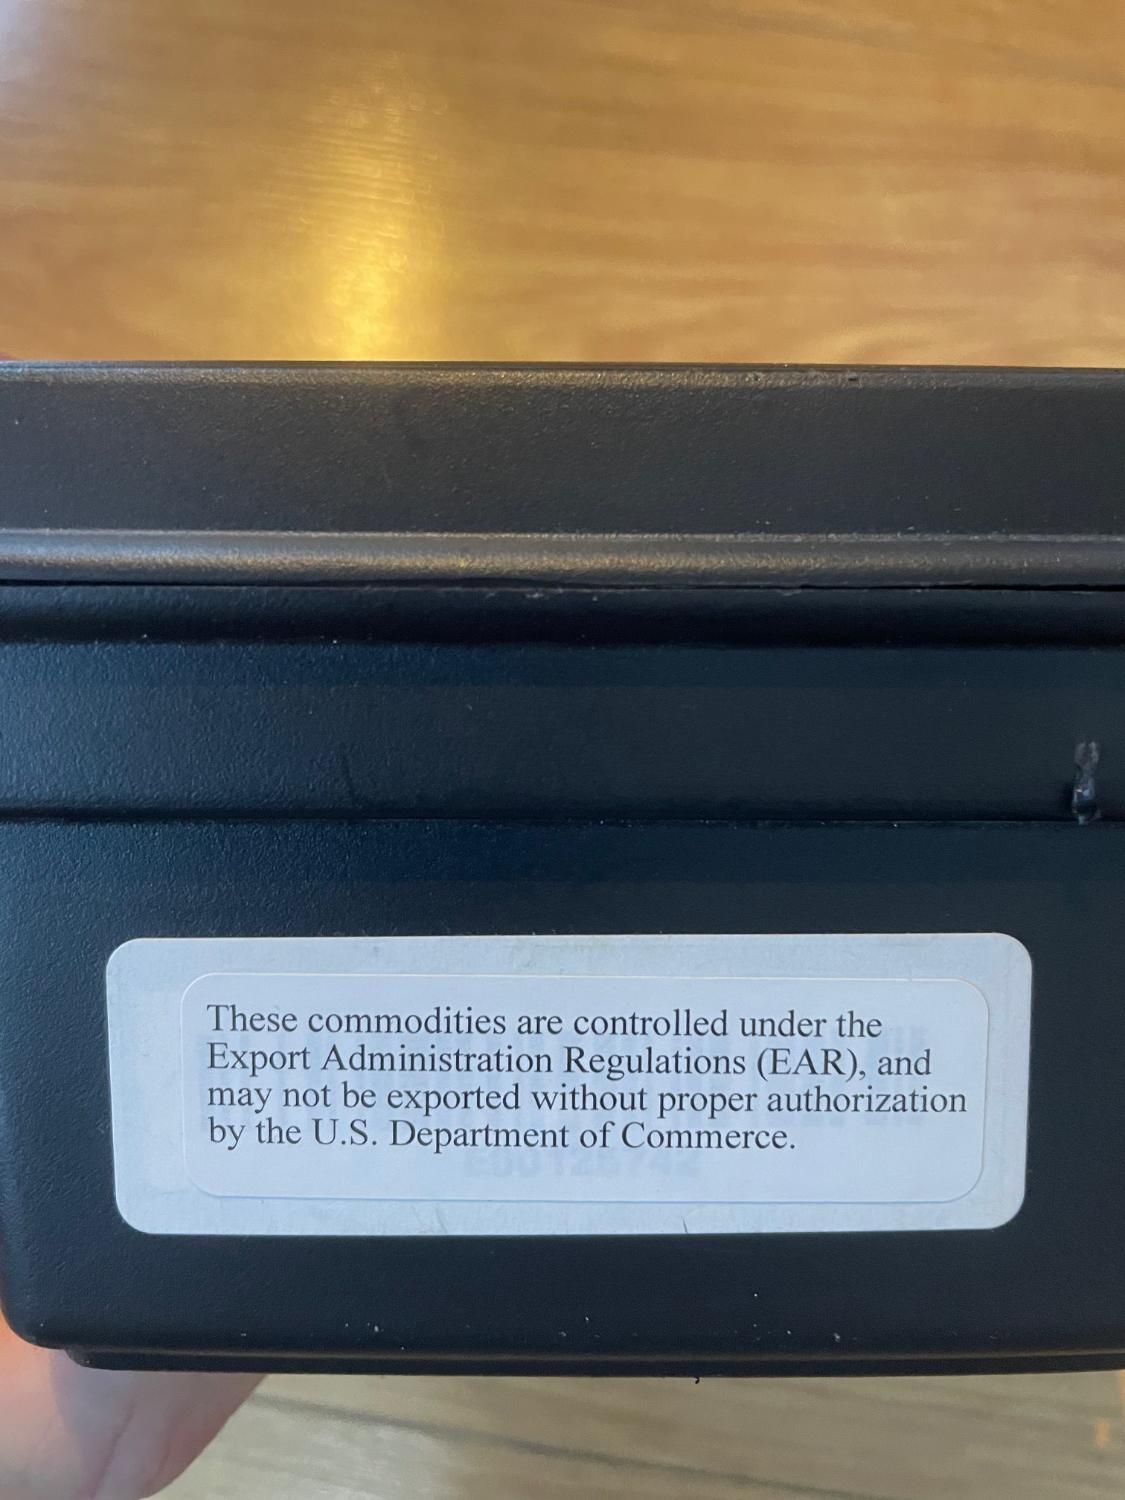 These commodities are controlled under the
Export Administration Regulations (EAR), and
may not be exported without proper authorization
by the U.S. Department of Commerce.